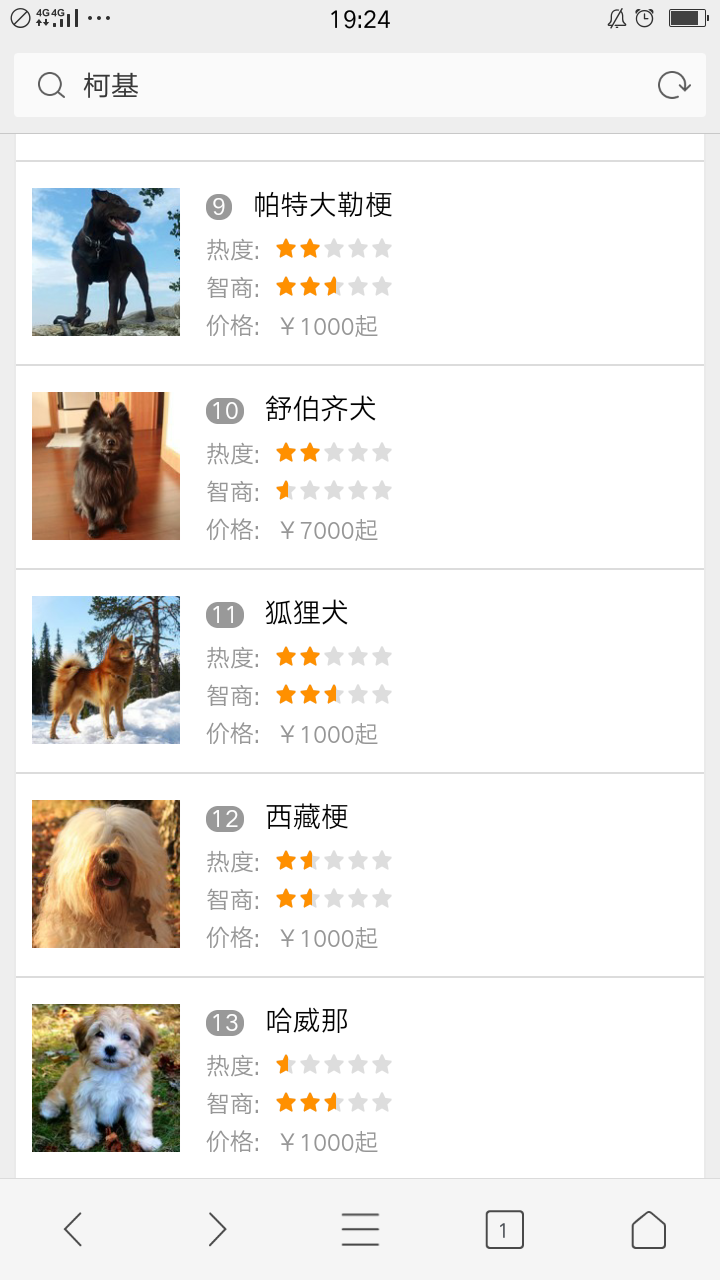 4G 4G
19:24
柯基
9 帕特大勒梗
热度:
智商:
价格: ￥1000起
10 舒伯齐犬
热度:
智商:
价格: ￥7000起
11 狐狸犬
热度:
智商:
价格: ￥1000起
12 西藏梗
热度:
智商:
价格: ￥1000起
13 哈威那
热度:
智商:
价格: ￥1000起
1